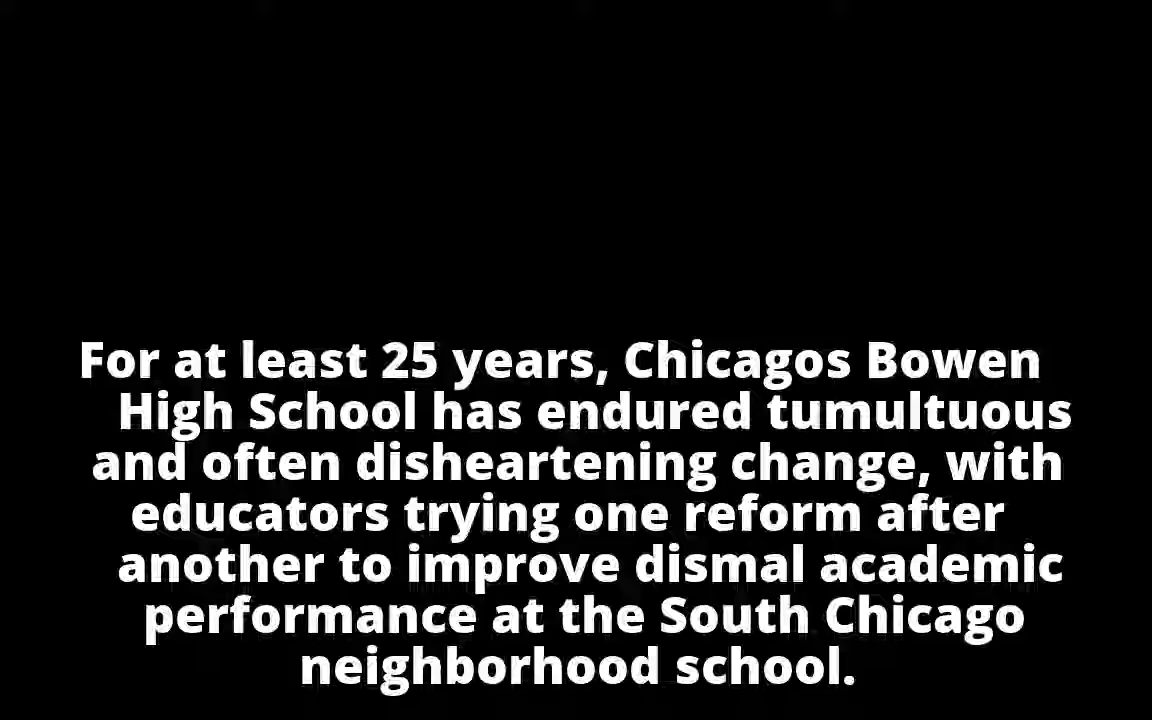 For at least 25 years, Chicagos Bowen
High School has endured tumultuous
and often disheartening change, with
educators trying one reform after
another to improve dismal academic
performance at the South Chicago
neighborhood school.